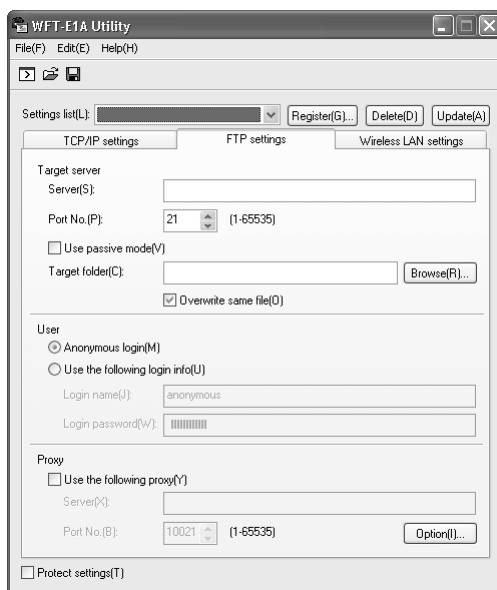 WFT-E1A Utility
File(F) Edit(E) Help(H)
Settings list(L): Register(G)... Delete(D) Update(A)
TCP/IP settings FTP settings Wireless LAN settings
Target server
Server(S):
Port No.(P): 21 (1-65535)
Use passive mode(V)
Target folder(C): Browse(R)...
Overwrite same file(O)
User
Anonymous login(M)
Use the following login info(U)
Login name(J): anonymous
Login password(W):
Proxy
Use the following proxy(Y)
Server(X):
Port No.(B): 10021 (1-65535) Option(I)...
Protect settings(T)